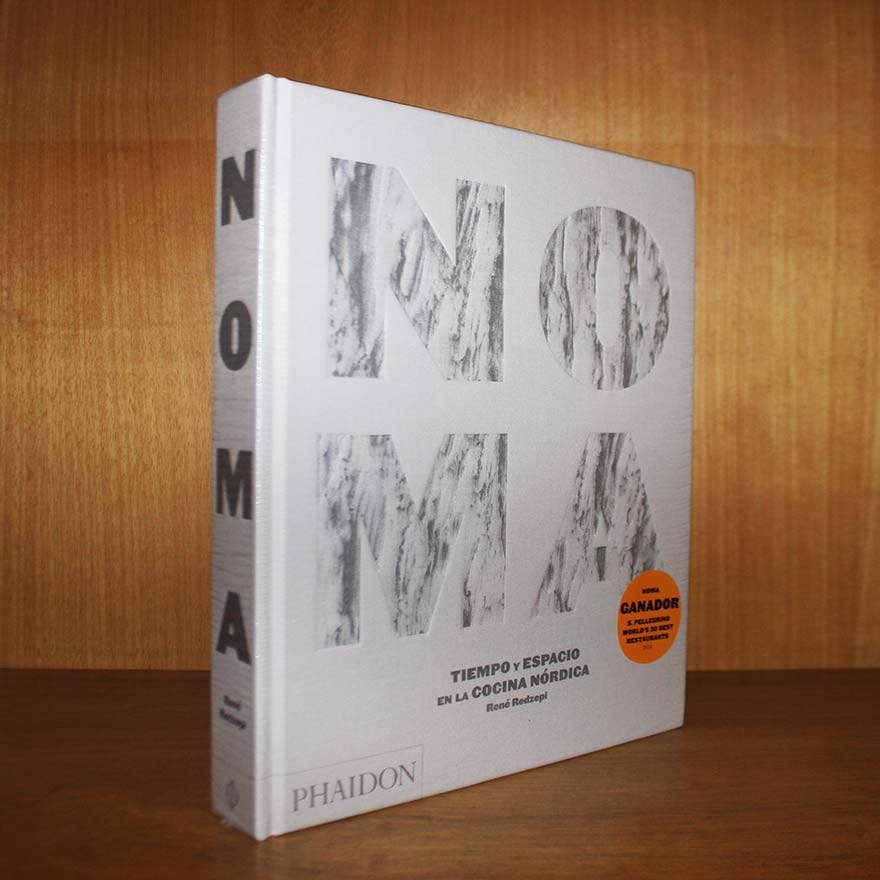 NOMA
René
Redzepi
NO
MA
NOMA
GANADOR
S. PELLEGRINO
WORLD'S 50 BEST
RESTAURANTS
TIEMPO Y ESPACIO
EN LA COCINA NÓRDICA
René Redzepi
PHAIDON